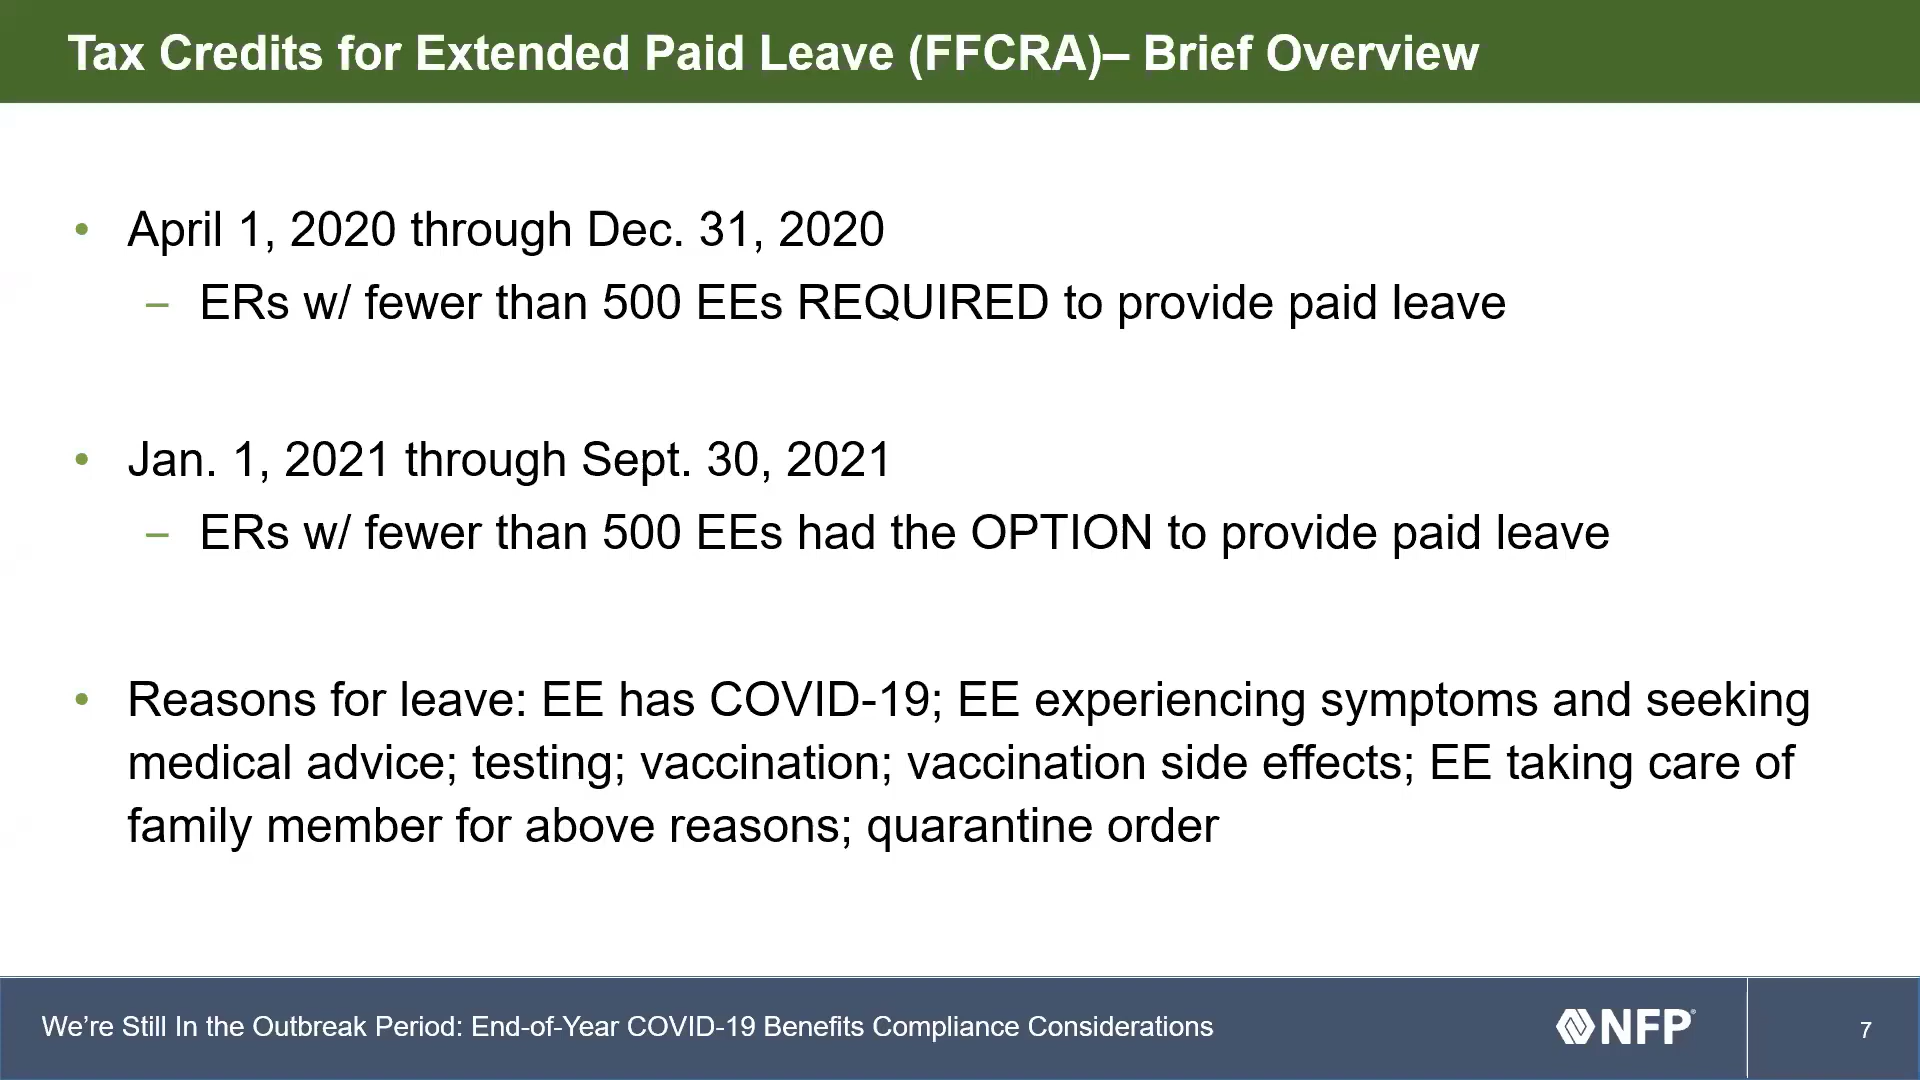 Tax Credits for Extended Paid Leave (FFCRA)– Brief Overview
• April 1, 2020 through Dec. 31, 2020
– ERs w/ fewer than 500 EEs REQUIRED to provide paid leave
• Jan. 1, 2021 through Sept. 30, 2021
– ERs w/ fewer than 500 EEs had the OPTION to provide paid leave
• Reasons for leave: EE has COVID-19; EE experiencing symptoms and seeking
medical advice; testing; vaccination; vaccination side effects; EE taking care of
family member for above reasons; quarantine order
We’re Still In the Outbreak Period: End-of-Year COVID-19 Benefits Compliance Considerations
NFP®
7